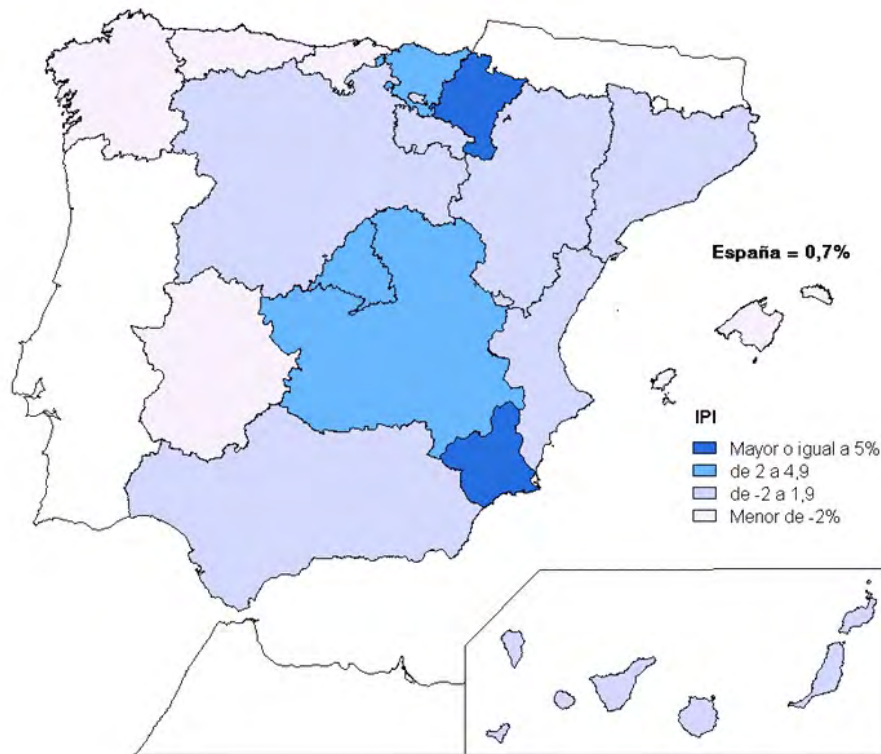 España = 0,7%
IPI
Mayor o igual a 5%
de 2 a 4,9
de -2 a 1,9
Menor de -2%